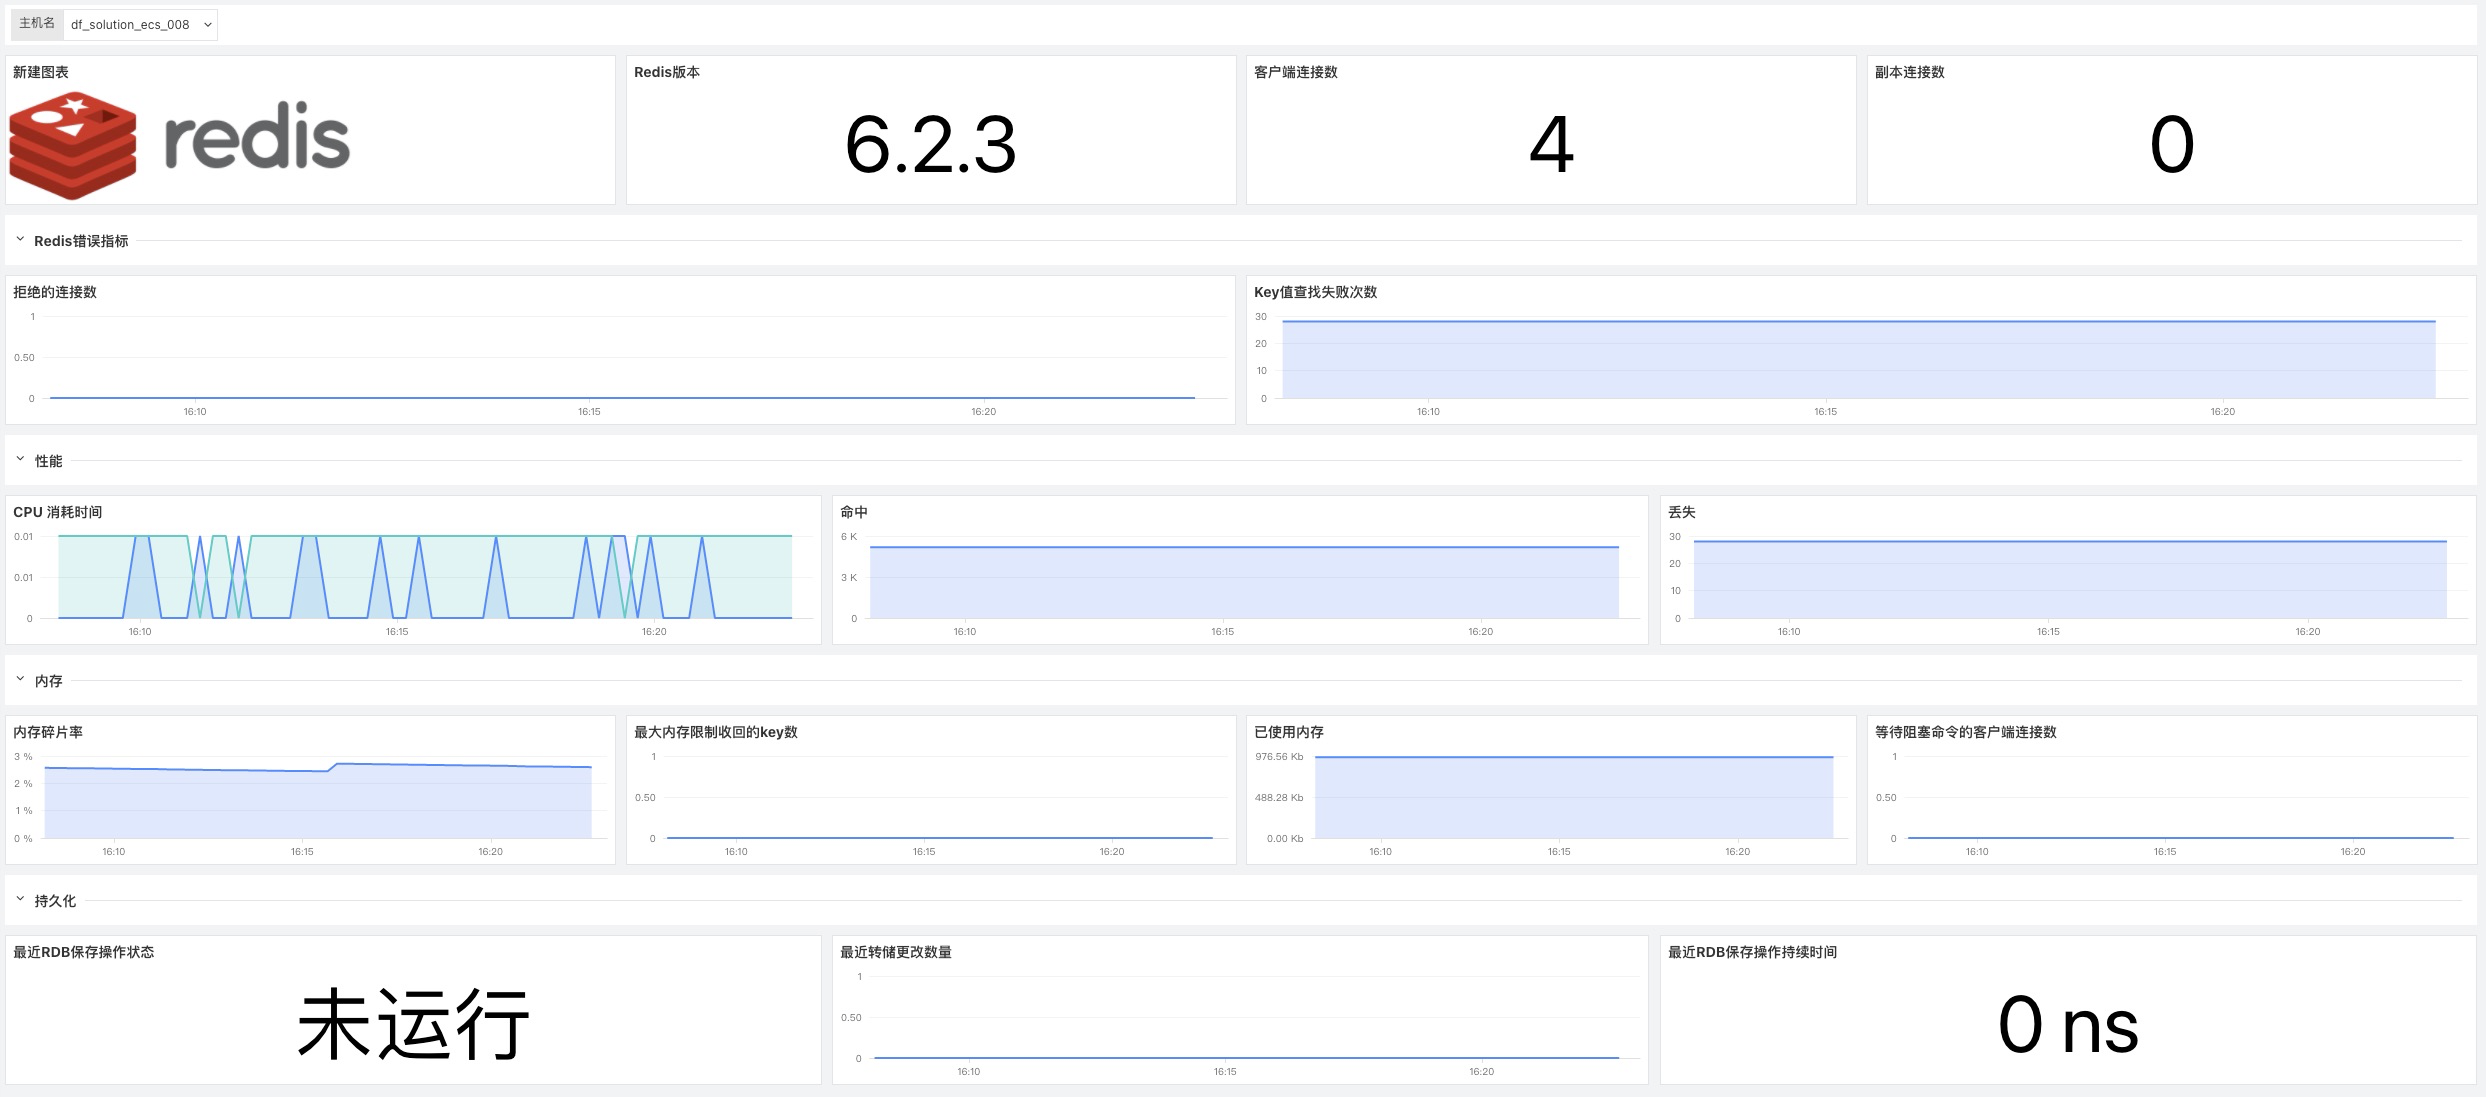 主机名 df_solution_ecs_008
新建图表
redis
Redis版本
6.2.3
客户端连接数
4
副本连接数
0
Redis错误指标
拒绝的连接数
1
0.50
0
16:10 16:15 16:20
Key值查找失败次数
30
20
10
0
16:10 16:15 16:20
性能
CPU 消耗时间
0.01
0.01
0
16:10 16:15 16:20
命中
6 K
3 K
0
16:10 16:15 16:20
丢失
30
20
10
0
16:10 16:15 16:20
内存
内存碎片率
3 %
2 %
1 %
0 %
16:10 16:15 16:20
最大内存限制收回的key数
1
0.50
0
16:10 16:15 16:20
已使用内存
976.56 Kb
488.28 Kb
0.00 Kb
16:10 16:15 16:20
等待阻塞命令的客户端连接数
1
0.50
0
16:10 16:15 16:20
持久化
最近RDB保存操作状态
未运行
最近转储更改数量
1
0.50
0
16:10 16:15 16:20
最近RDB保存操作持续时间
0 ns